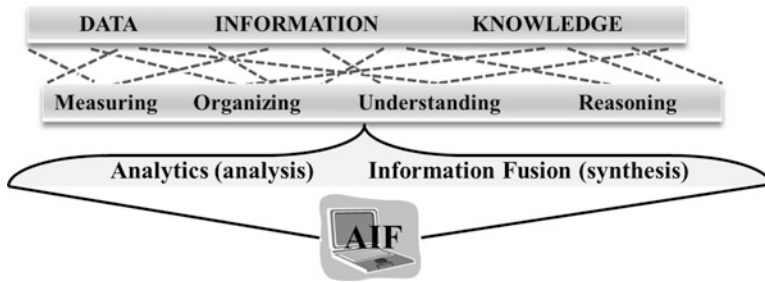 DATA INFORMATION KNOWLEDGE
Measuring Organizing Understanding Reasoning
Analytics (analysis) Information Fusion (synthesis)
AIF